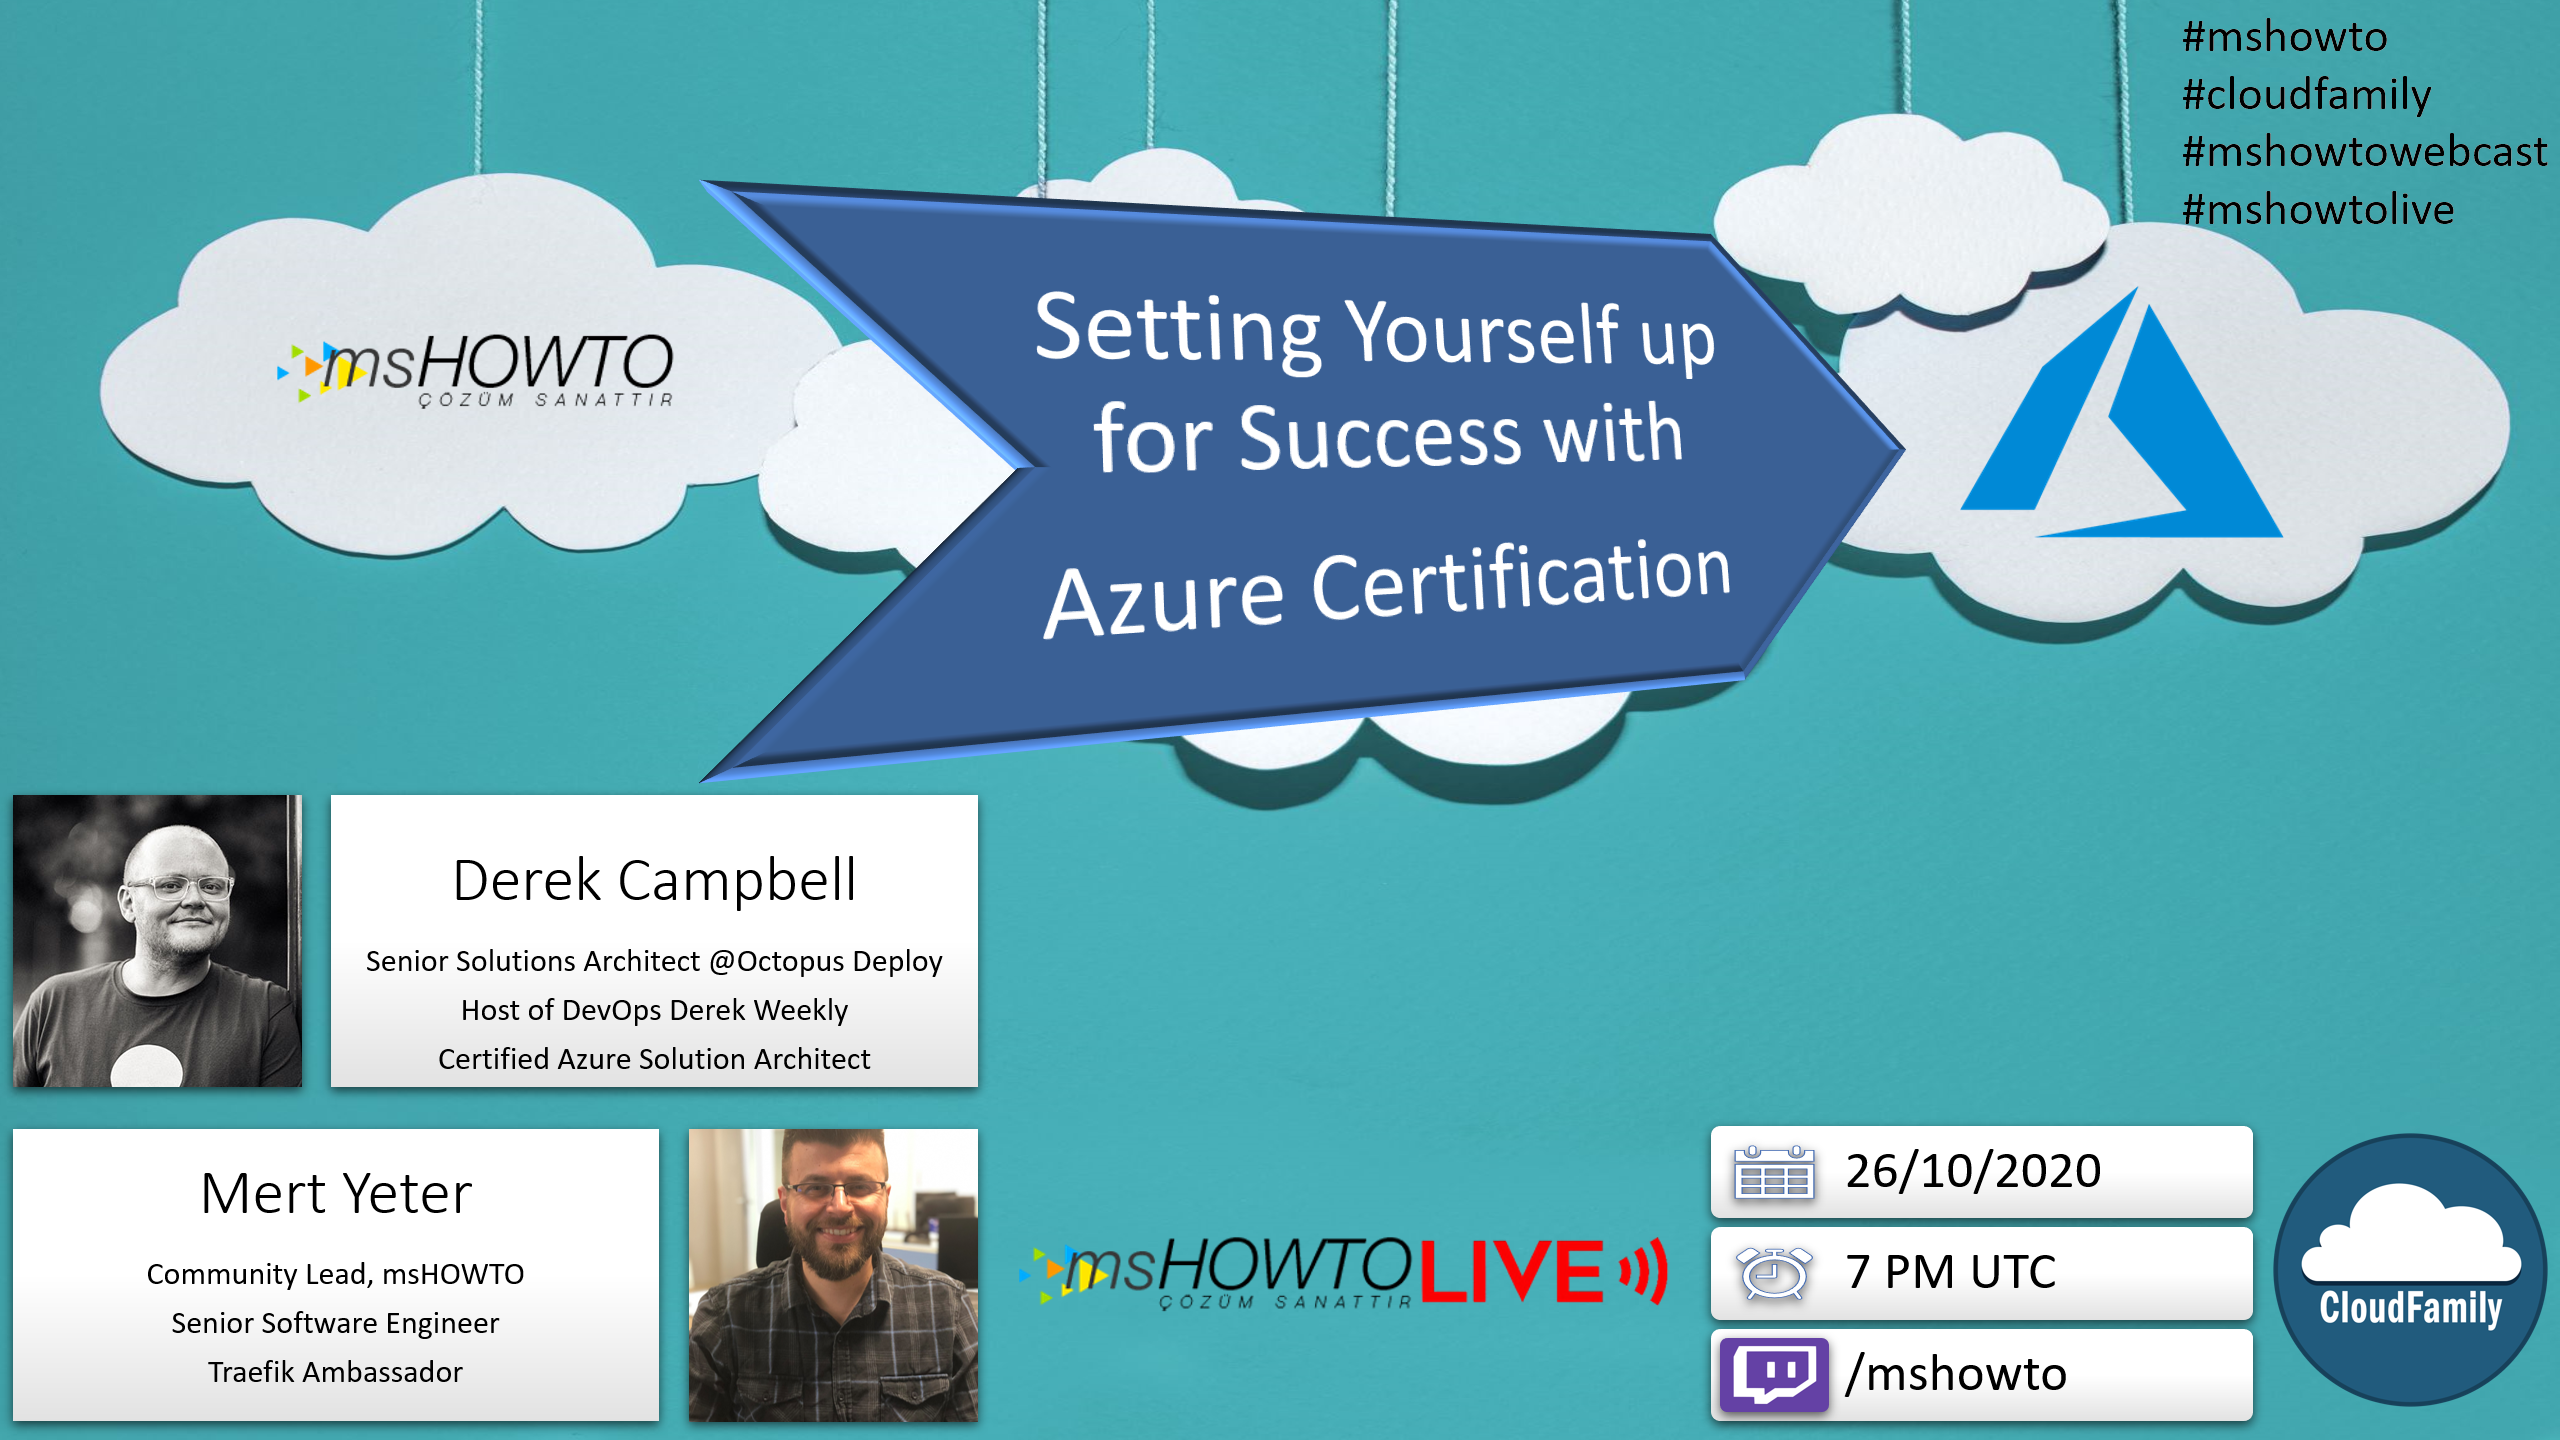 #mshowto
#cloudfamily
#mshowtowebcast
#mshowtolive
msHOWTO
ÇÖZÜM SANATTIR
Setting Yourself up
for Success with
Azure Certification
Derek Campbell
Senior Solutions Architect @Octopus Deploy
Host of DevOps Derek Weekly
Certified Azure Solution Architect
Mert Yeter
Community Lead, msHOWTO
Senior Software Engineer
Traefik Ambassador
msHOWTO LIVE
ÇÖZÜM SANATTIR
26/10/2020
7 PM UTC
/mshowto
CloudFamily